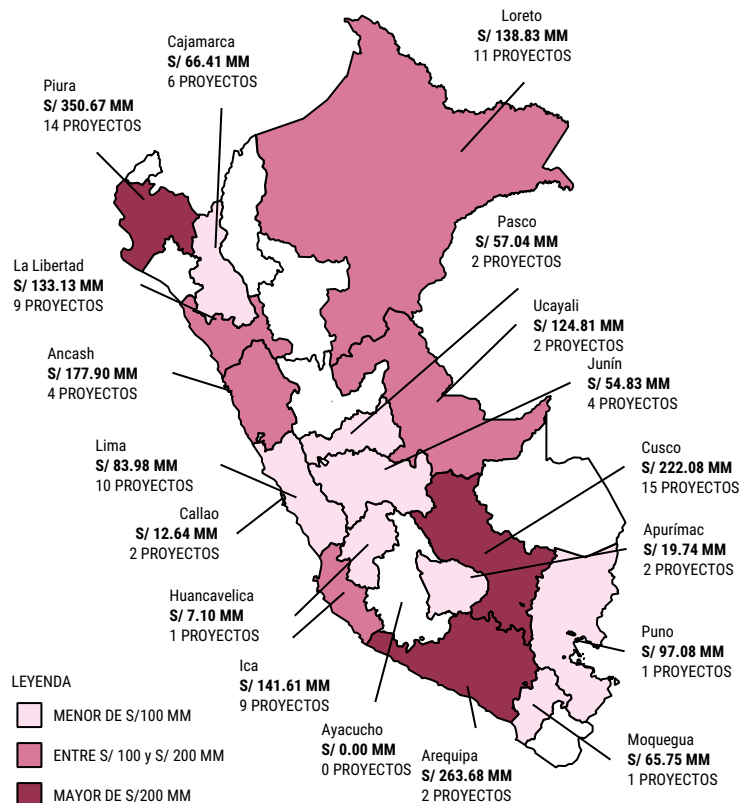 Loreto
S/ 138.83 MM
11 PROYECTOS
Cajamarca
S/ 66.41 MM
6 PROYECTOS
Piura
S/ 350.67 MM
14 PROYECTOS
Pasco
S/ 57.04 MM
2 PROYECTOS
La Libertad
S/ 133.13 MM
9 PROYECTOS
Ucayali
S/ 124.81 MM
2 PROYECTOS
Ancash
S/ 177.90 MM
4 PROYECTOS
Junín
S/ 54.83 MM
4 PROYECTOS
Lima
S/ 83.98 MM
10 PROYECTOS
Cusco
S/ 222.08 MM
15 PROYECTOS
Callao
S/ 12.64 MM
2 PROYECTOS
Apurímac
S/ 19.74 MM
2 PROYECTOS
Huancavelica
S/ 7.10 MM
1 PROYECTOS
Puno
S/ 97.08 MM
1 PROYECTOS
Ica
S/ 141.61 MM
9 PROYECTOS
Ayacucho
S/ 0.00 MM
0 PROYECTOS
Arequipa
S/ 263.68 MM
2 PROYECTOS
Moquegua
S/ 65.75 MM
1 PROYECTOS
LEYENDA
MENOR DE S/100 MM
ENTRE S/ 100 y S/ 200 MM
MAYOR DE S/200 MM